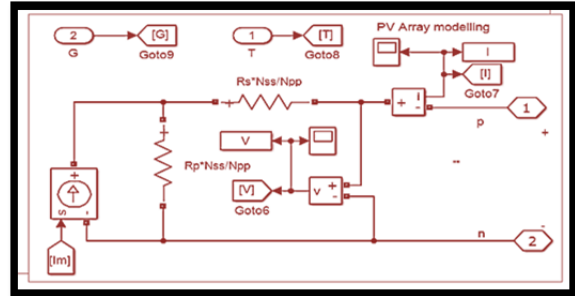 PV Array modelling
2
[G]
1
[T]
I
G
Goto9
T
Goto8
[I]
Goto7
Rs*Nss/Npp
+
+
i
-
1
p
+
+
V
Rp*Nss/Npp
--
[V]
v
+
-
Goto6
+
s
-
n
-
2
[Im]